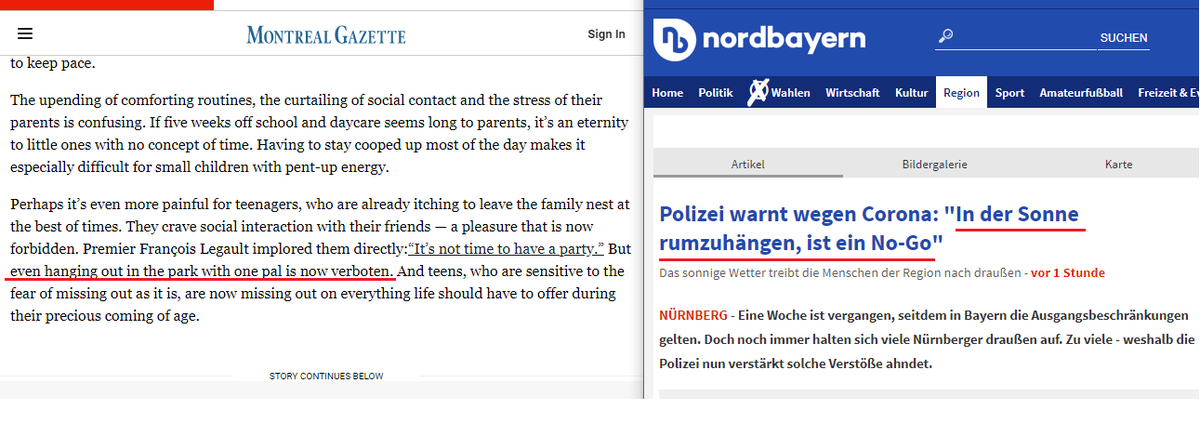 MONTREAL GAZETTE
Sign In
to keep pace.
The upending of comforting routines, the curtailing of social contact and the stress of their
parents is confusing. If five weeks off school and daycare seems long to parents, it’s an eternity
to little ones with no concept of time. Having to stay cooped up most of the day makes it
especially difficult for small children with pent-up energy.
Perhaps it’s even more painful for teenagers, who are already itching to leave the family nest at
the best of times. They crave social interaction with their friends — a pleasure that is now
forbidden. Premier François Legault implored them directly:“It’s not time to have a party.” But
even hanging out in the park with one pal is now verboten. And teens, who are sensitive to the
fear of missing out as it is, are now missing out on everything life should have to offer during
their precious coming of age.
STORY CONTINUES BELOW
nb nordbayern
SUCHEN
Home Politik Wahlen Wirtschaft Kultur Region Sport Amateurfußball Freizeit & Ev
Artikel Bildergalerie Karte
Polizei warnt wegen Corona: "In der Sonne
rumzuhängen, ist ein No-Go"
Das sonnige Wetter treibt die Menschen der Region nach draußen - vor 1 Stunde
NÜRNBERG - Eine Woche ist vergangen, seitdem in Bayern die Ausgangsbeschränkungen
gelten. Doch noch immer halten sich viele Nürnberger draußen auf. Zu viele - weshalb die
Polizei nun verstärkt solche Verstöße ahndet.